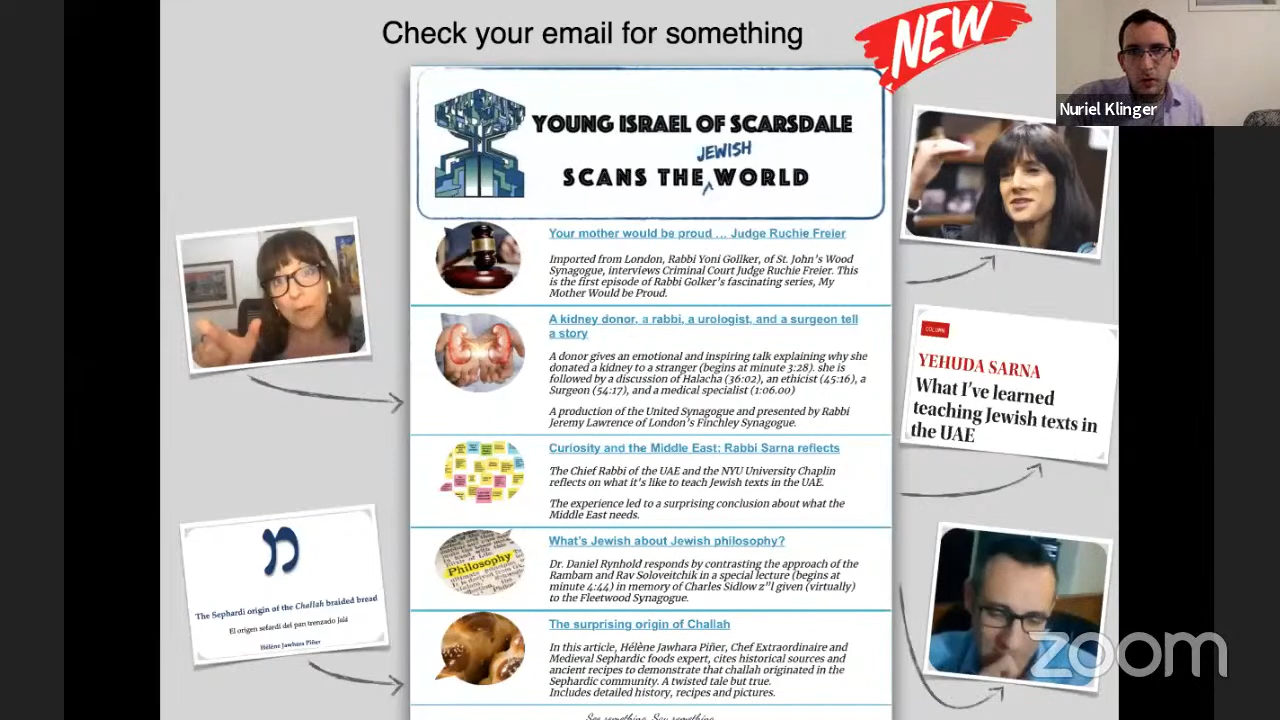 Check your email for something
NEW
Nuriel Klinger
YOUNG ISRAEL OF SCARSDALE
JEWISH
SCANS THE WORLD
Your mother would be proud ... Judge Ruchie Freier
Imported from London, Rabbi Yoni Gollker, of St. John's Wood
Synagogue, interviews Criminal Court Judge Ruchie Freier. This
is the first episode of Rabbi Golker's fascinating series, My
Mother Would be Proud.
A kidney donor, a rabbi, a urologist, and a surgeon tell
a story
A donor gives an emotional and inspiring talk explaining why she
donated a kidney to a stranger (begins at minute 3:28). she is
followed by a discussion of Halacha (36:02), an ethicist (45:16), a
Surgeon (54:17), and a medical specialist (1:06.00)
A production of the United Synagogue and presented by Rabbi
Jeremy Lawrence of London's Finchley Synagogue.
Curiosity and the Middle East: Rabbi Sarna reflects
The Chief Rabbi of the UAE and the NYU University Chaplin
reflects on what it's like to teach Jewish texts in the UAE.
The experience led to a surprising conclusion about what the
Middle East needs.
Philosophy
What's Jewish about Jewish philosophy?
Dr. Daniel Rynhold responds by contrasting the approach of the
Rambam and Rav Soloveitchik in a special lecture (begins at
minute 4:44) in memory of Charles Sidlow z"l given (virtually)
to the Fleetwood Synagogue.
The surprising origin of Challah
In this article, Hélène Jawhara Piñer, Chef Extraordinaire and
Medieval Sephardic foods expert, cites historical sources and
ancient recipes to demonstrate that challah originated in the
Sephardic community. A twisted tale but true.
Includes detailed history, recipes and pictures.
See something. Say something
COLUMN
YEHUDA SARNA
What I've learned
teaching Jewish texts in
the UAE
מ
The Sephardi origin of the Challah braided bread
El origen sefardí del pan trenzado Jalá
Hélène Jawhara Piñer
zoom